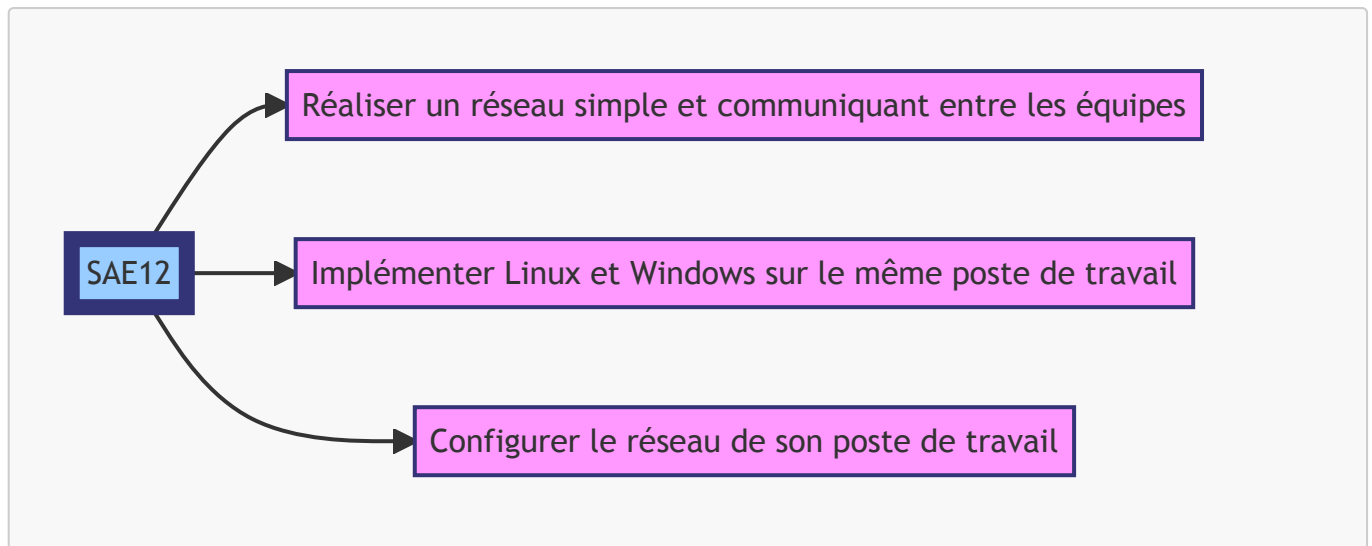 Réaliser un réseau simple et communiquant entre les équipes
SAE12
Implémenter Linux et Windows sur le même poste de travail
Configurer le réseau de son poste de travail